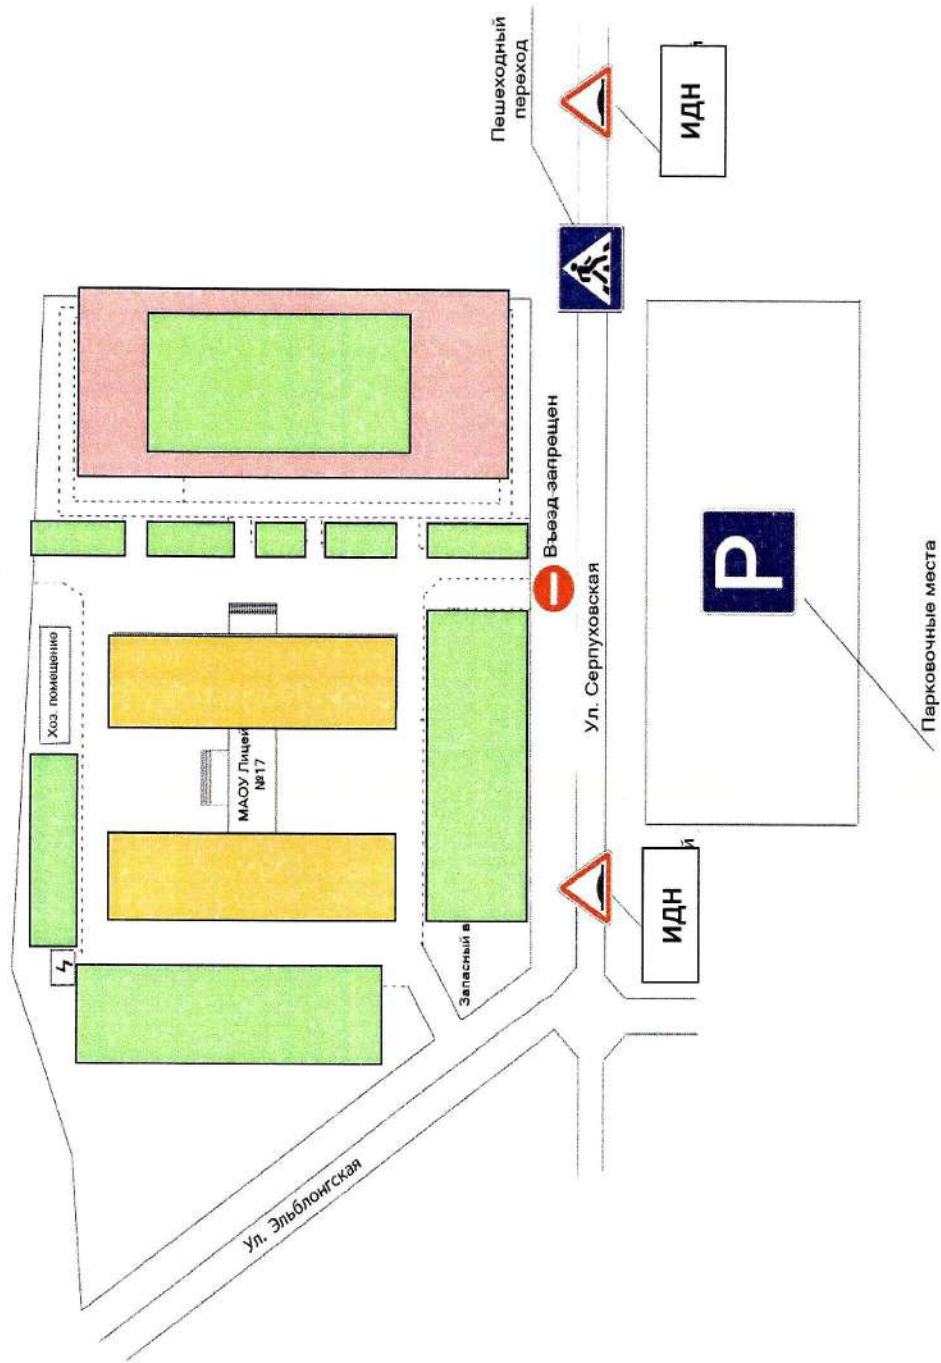 Пешеходный
переход
ИДН
Въезд запрещен
Хоз. помещение
МАОУ Лицей
№17
Ул. Серпуховская
P
Парковочные места
й
ИДН
Запасный в
Ул. Эльблонгская